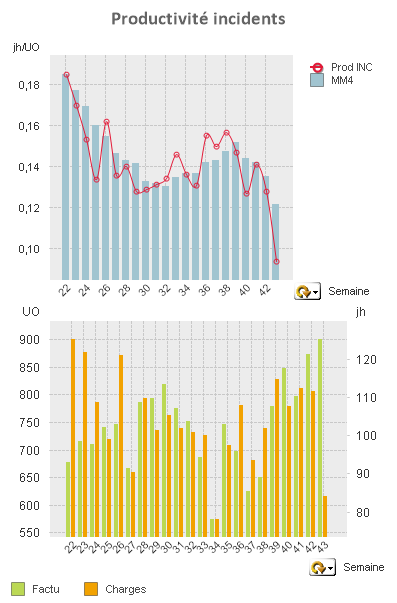 Productivité incidents
jh/UO
Prod INC
MM4
0,18
0,16
0,14
0,12
0,10
22 24 26 28 30 32 34 36 38 40 42
Semaine
UO jh
900
850
800
750
700
650
600
550
120
110
100
90
80
22 23 24 25 26 27 28 29 30 31 32 33 34 35 36 37 38 39 40 41 42 43
Semaine
Factu Charges